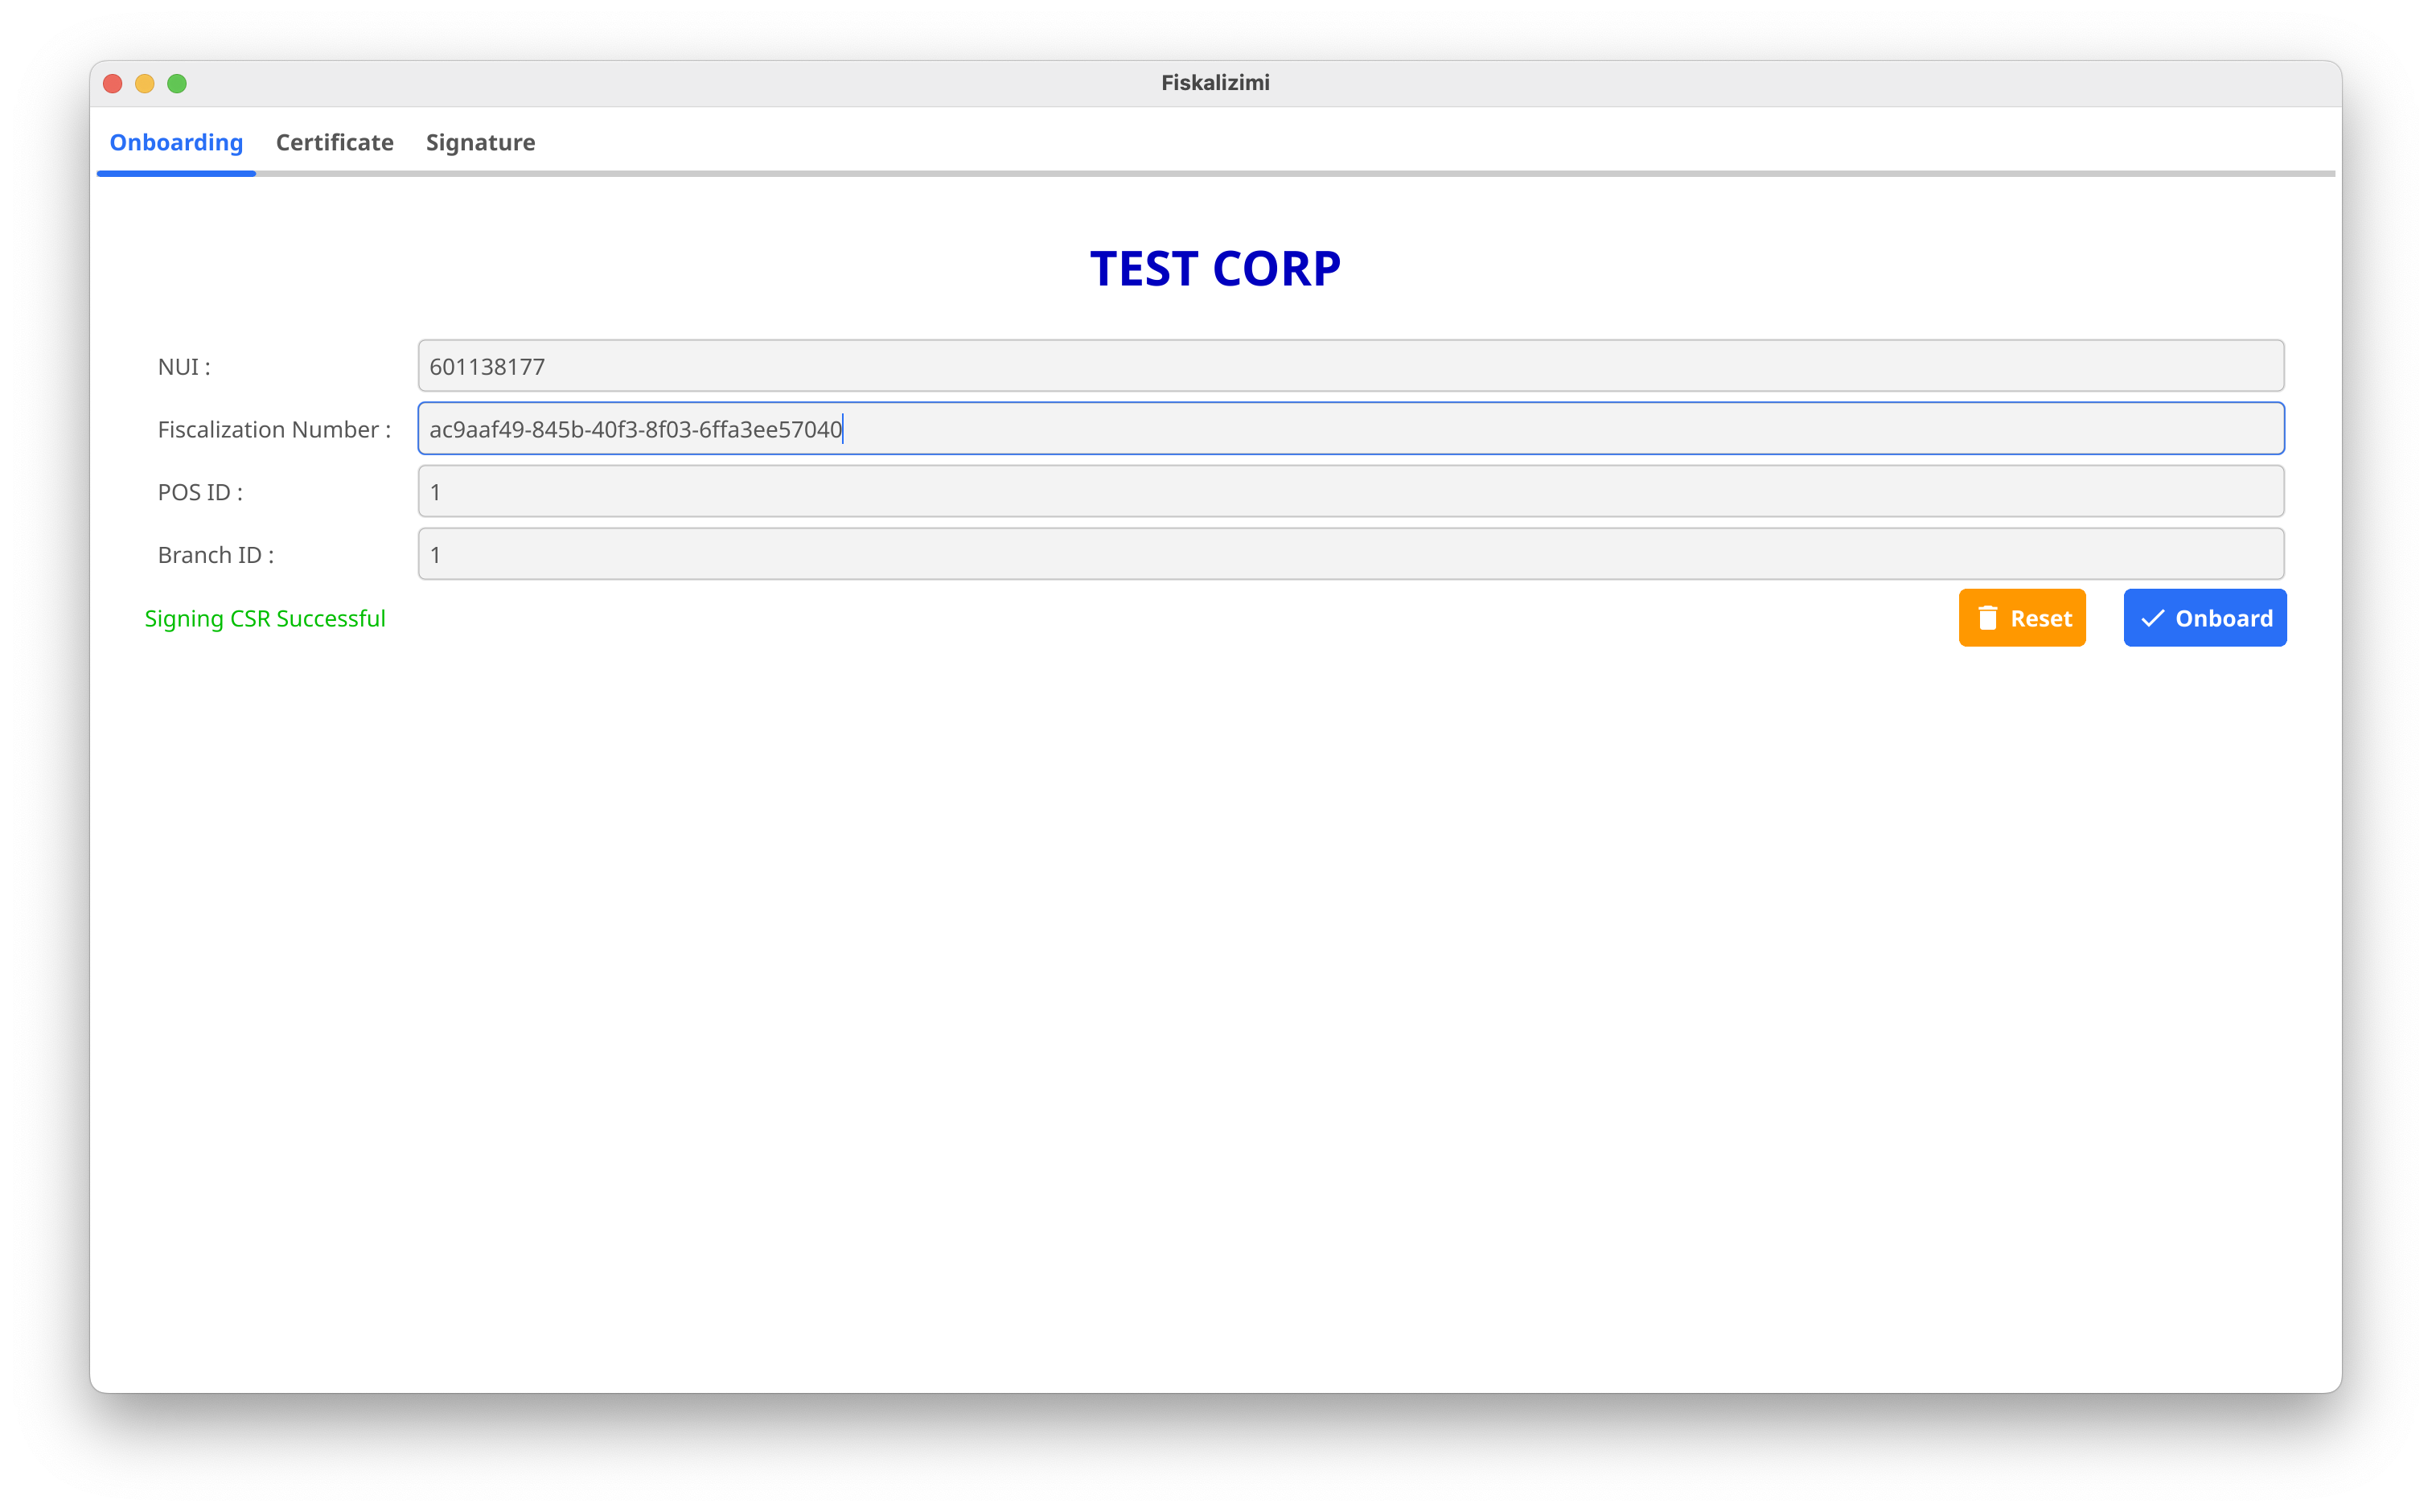 Fiskalizimi
Onboarding Certificate Signature
TEST CORP
NUI : 601138177
Fiscalization Number : ac9aaf49-845b-40f3-8f03-6ffa3ee57040
POS ID : 1
Branch ID : 1
Signing CSR Successful Reset Onboard